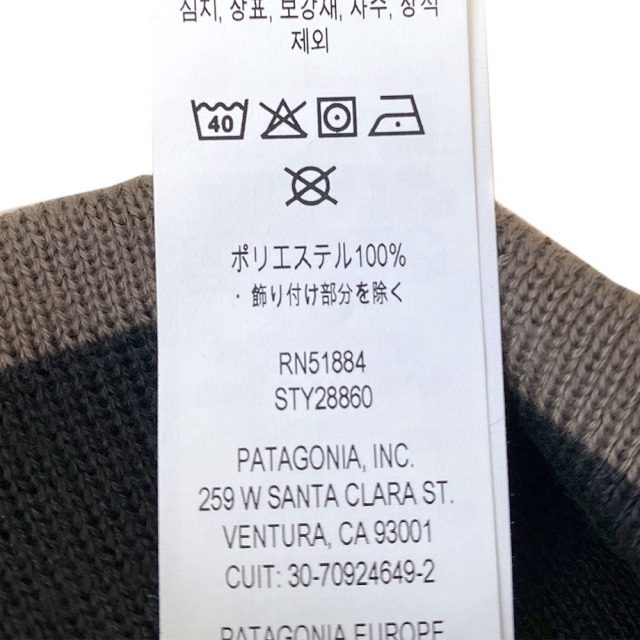 심지, 상표, 보강재, 자수, 장식
제외
40
ポリエステル100%
・飾り付け部分を除く
RN51884
STY28860
PATAGONIA, INC.
259 W SANTA CLARA ST.
VENTURA, CA 93001
CUIT: 30-70924649-2
PATAGONIA EUROPE